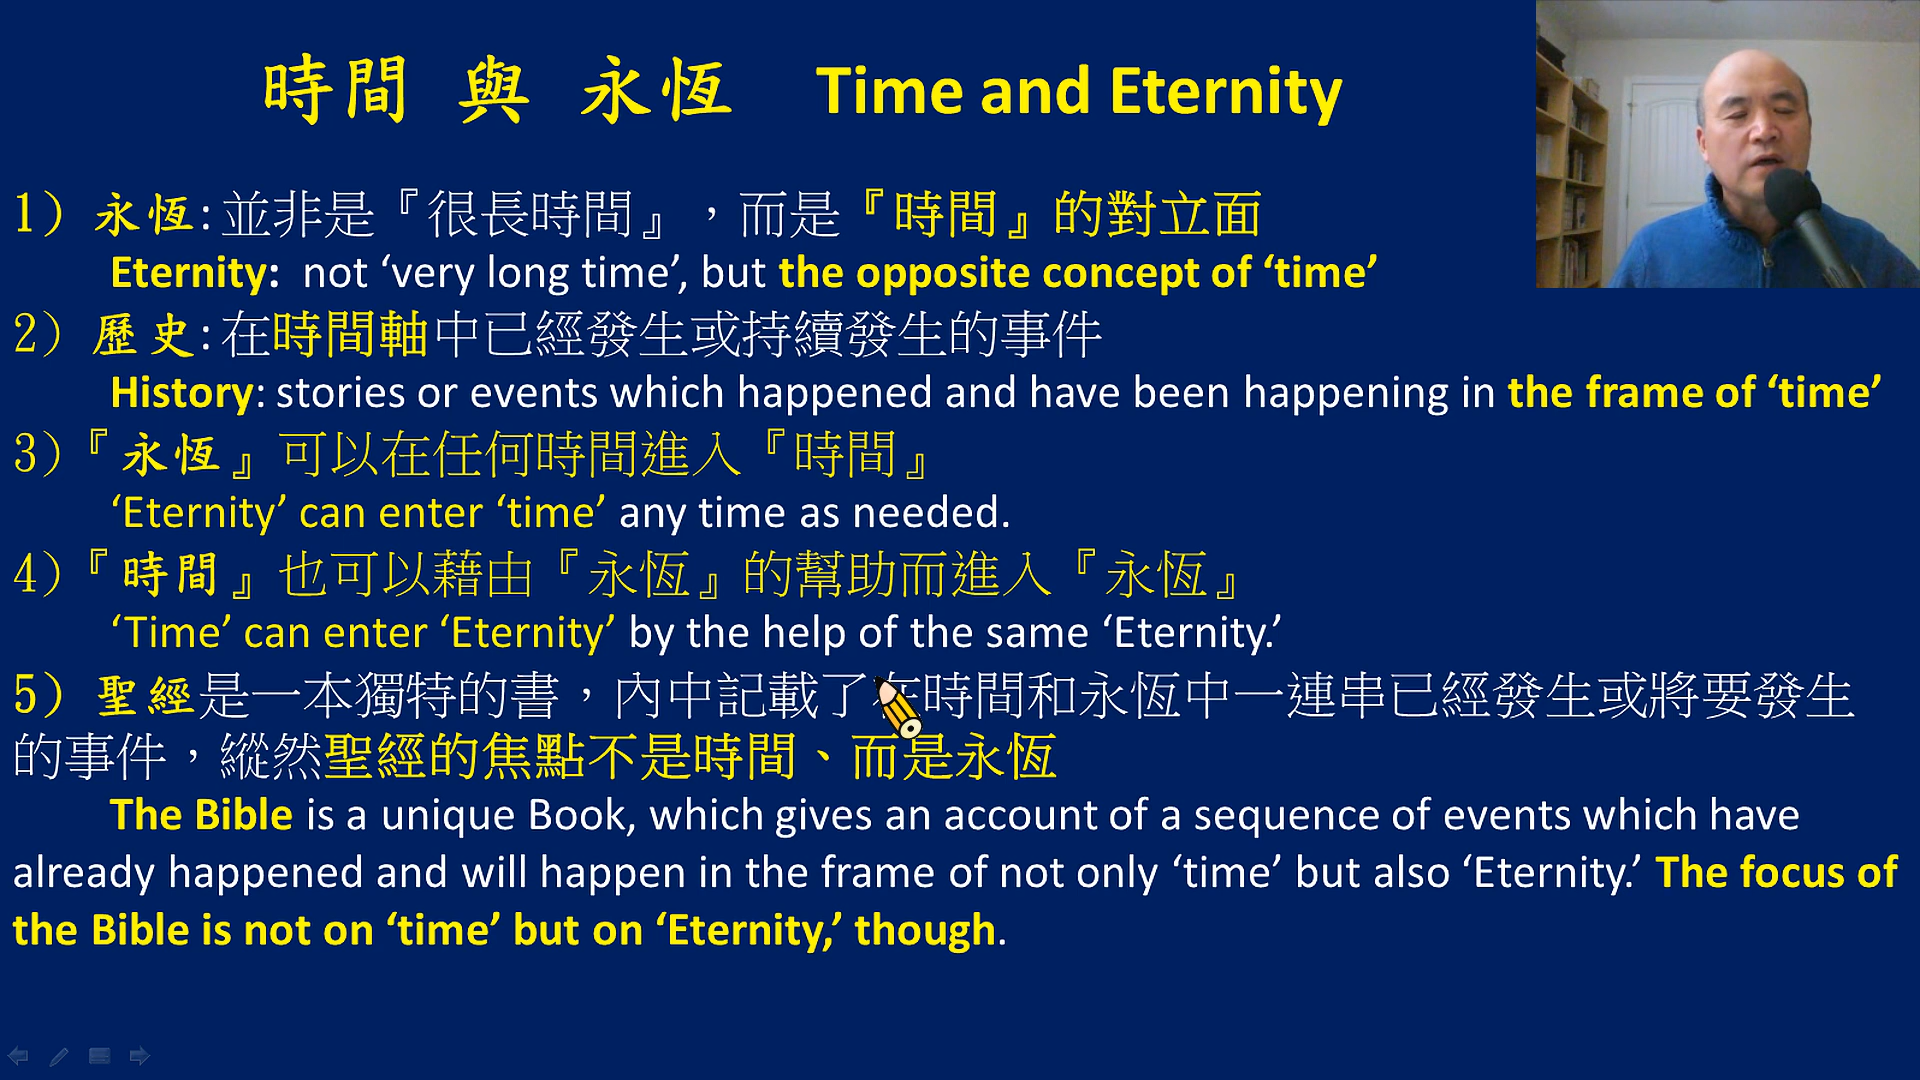 時間 與 永恆 Time and Eternity
1) 永恆:並非是『很長時間』，而是『時間』的對立面
Eternity: not ‘very long time’, but the opposite concept of ‘time’
2) 歷史:在時間軸中已經發生或持續發生的事件
History: stories or events which happened and have been happening in the frame of ‘time’
3)『永恆』可以在任何時間進入『時間』
‘Eternity’ can enter ‘time’ any time as needed.
4)『時間』也可以藉由『永恆』的幫助而進入『永恆』
‘Time’ can enter ‘Eternity’ by the help of the same ‘Eternity.’
5) 聖經是一本獨特的書，內中記載了在時間和永恆中一連串已經發生或將要發生
的事件，縱然聖經的焦點不是時間、而是永恆
The Bible is a unique Book, which gives an account of a sequence of events which have
already happened and will happen in the frame of not only ‘time’ but also ‘Eternity.’ The focus of
the Bible is not on ‘time’ but on ‘Eternity,’ though.